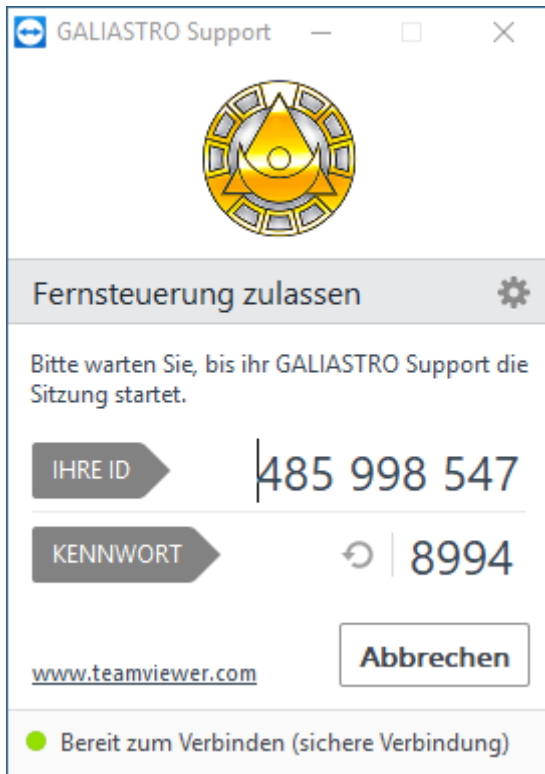 GALIASTRO Support
Fernsteuerung zulassen
Bitte warten Sie, bis ihr GALIASTRO Support die
Sitzung startet.
IHRE ID 485 998 547
KENNWORT 8994
www.teamviewer.com Abbrechen
Bereit zum Verbinden (sichere Verbindung)